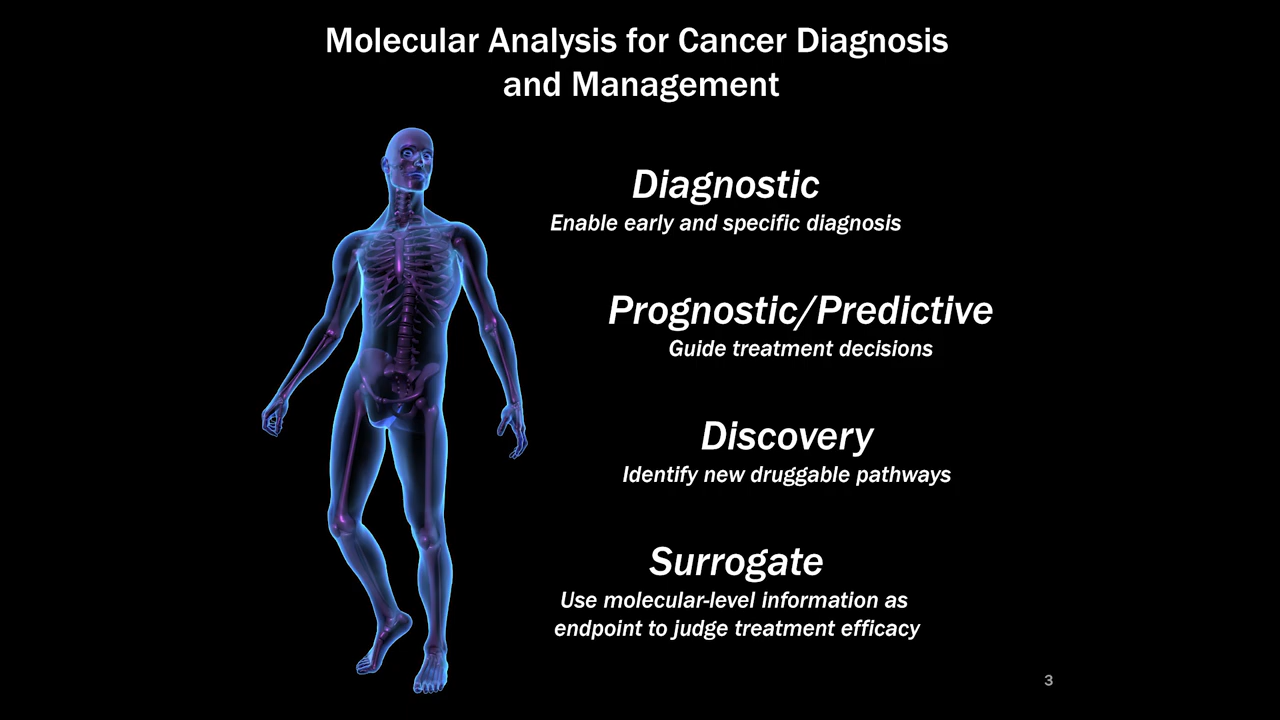 Molecular Analysis for Cancer Diagnosis
and Management
Diagnostic
Enable early and specific diagnosis
Prognostic/Predictive
Guide treatment decisions
Discovery
Identify new druggable pathways
Surrogate
Use molecular-level information as
endpoint to judge treatment efficacy
3